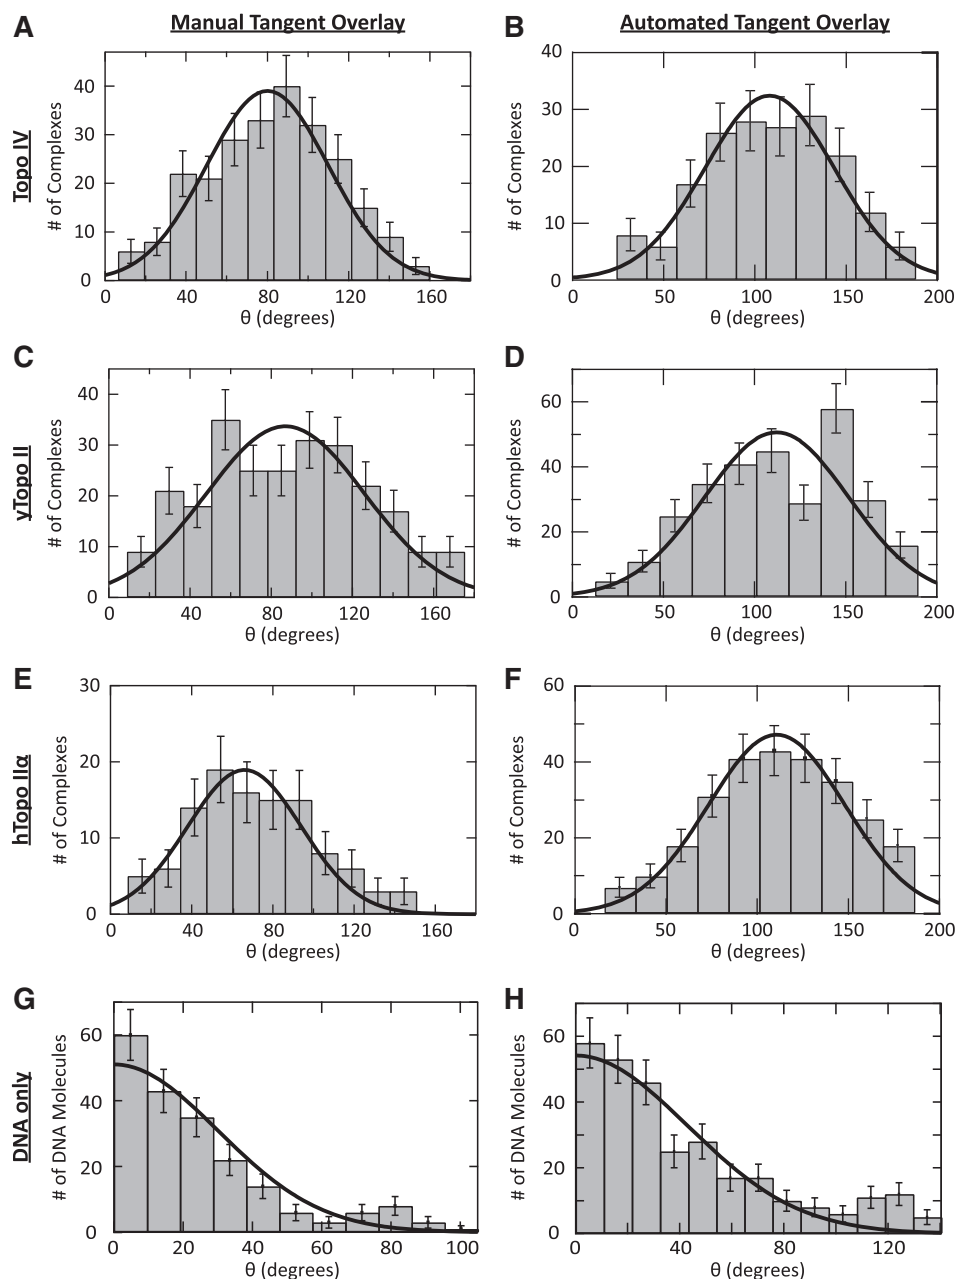 Manual Tangent Overlay
Automated Tangent Overlay
A
B
Topo IV
# of Complexes
40
30
20
10
0
0 40 80 120 160
θ (degrees)
# of Complexes
40
30
20
10
0
0 50 100 150 200
θ (degrees)
C
D
yTopo II
# of Complexes
40
30
20
10
0
0 40 80 120 160
θ (degrees)
# of Complexes
60
40
20
0
0 50 100 150 200
θ (degrees)
E
F
hTopo IIα
# of Complexes
30
20
10
0
0 40 80 120 160
θ (degrees)
# of Complexes
60
40
20
0
0 50 100 150 200
θ (degrees)
G
H
DNA only
# of DNA Molecules
60
40
20
0
0 20 40 60 80 100
θ (degrees)
# of DNA Molecules
60
40
20
0
0 40 80 120
θ (degrees)